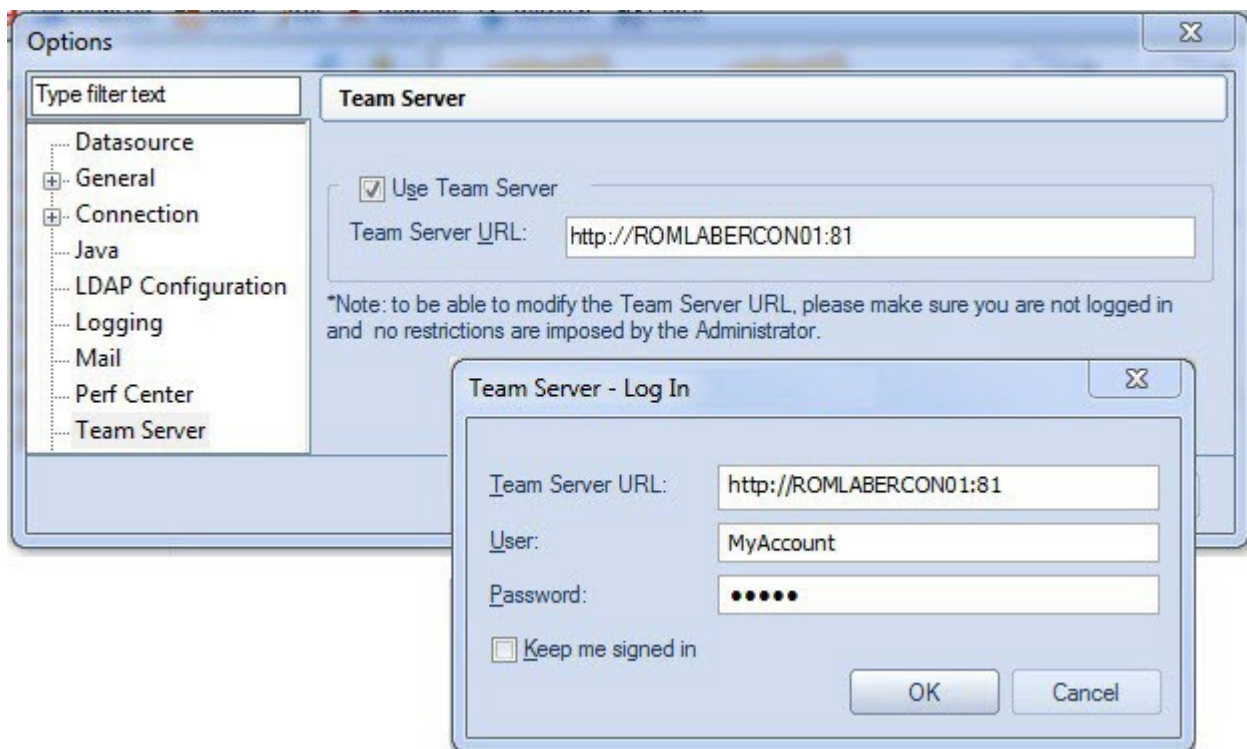 Options
Type filter text
Datasource
General
Connection
Java
LDAP Configuration
Logging
Mail
Perf Center
Team Server
Team Server
Use Team Server
Team Server URL: http://ROMLABERCON01:81
*Note: to be able to modify the Team Server URL, please make sure you are not logged in
and no restrictions are imposed by the Administrator.
Team Server - Log In
Team Server URL: http://ROMLABERCON01:81
User: MyAccount
Password: •••••
Keep me signed in
OK Cancel